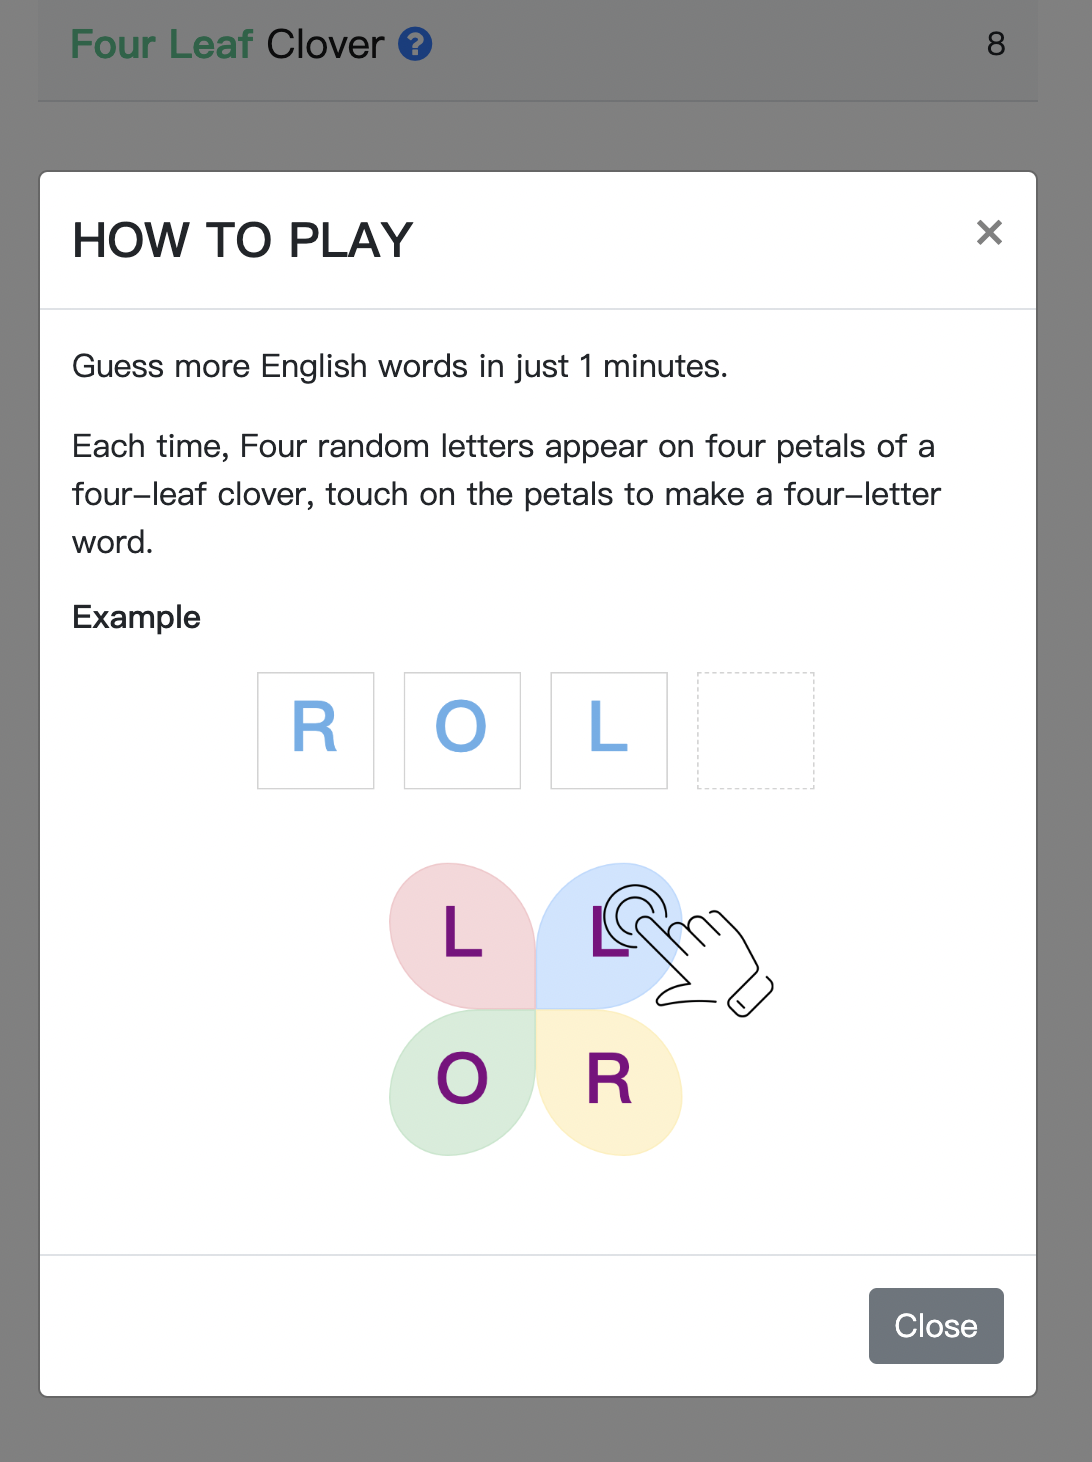 Four Leaf Clover ?
8
HOW TO PLAY
×
Guess more English words in just 1 minutes.
Each time, Four random letters appear on four petals of a
four-leaf clover, touch on the petals to make a four-letter
word.
Example
R O L
L L
O R
Close